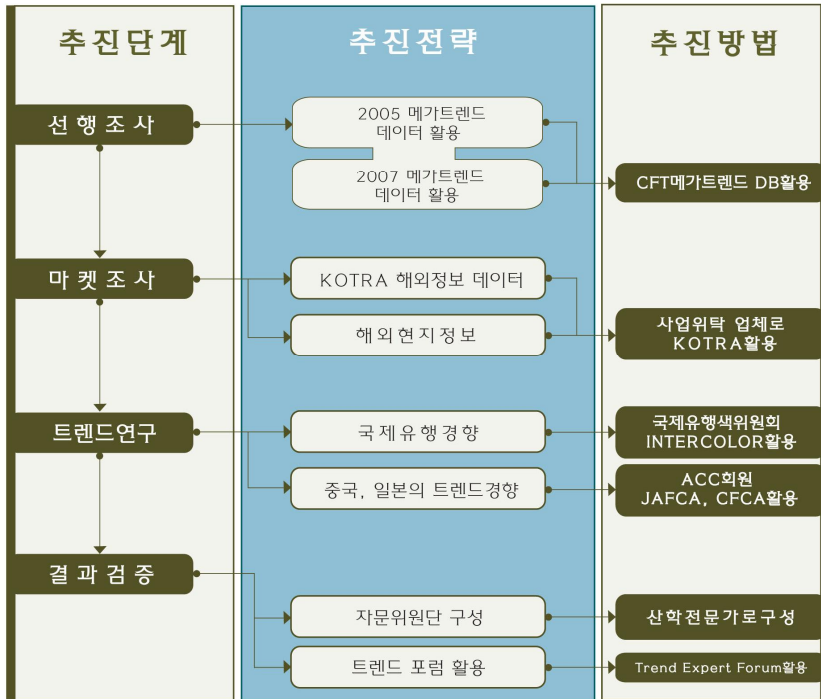 추진단계
추진전략
추진방법
선행조사
2005 메가트렌드
데이터 활용
2007 메가트렌드
데이터 활용
CFT메가트렌드 DB활용
마켓조사
KOTRA 해외정보 데이터
해외현지정보
사업위탁 업체로
KOTRA활용
트렌드연구
국제유행경향
국제유행색위원회
INTERCOLOR활용
중국, 일본의 트렌드경향
ACC회원
JAFCA, CFCA활용
결과검증
자문위원단 구성
산학전문가로구성
트렌드 포럼 활용
Trend Expert Forum활용